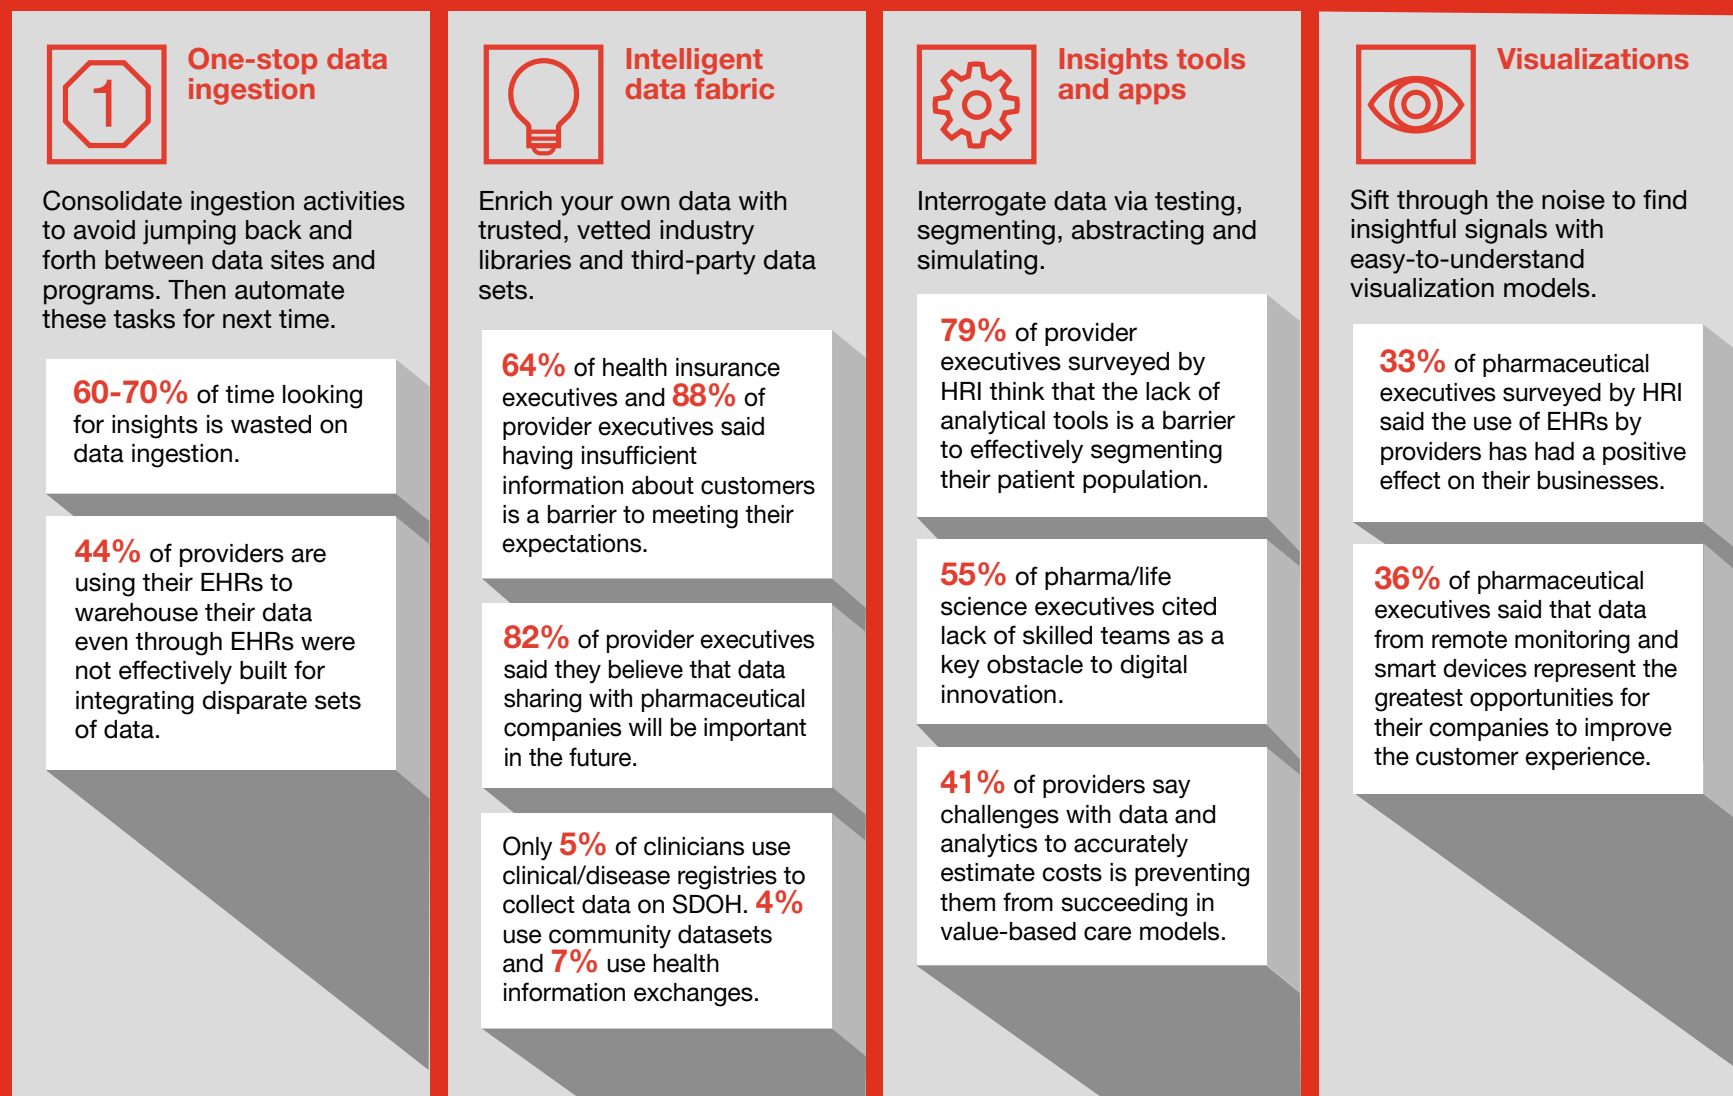 1
One-stop data
ingestion
Consolidate ingestion activities
to avoid jumping back and
forth between data sites and
programs. Then automate
these tasks for next time.
60-70% of time looking
for insights is wasted on
data ingestion.
44% of providers are
using their EHRs to
warehouse their data
even through EHRs were
not effectively built for
integrating disparate sets
of data.
Intelligent
data fabric
Enrich your own data with
trusted, vetted industry
libraries and third-party data
sets.
64% of health insurance
executives and 88% of
provider executives said
having insufficient
information about customers
is a barrier to meeting their
expectations.
82% of provider executives
said they believe that data
sharing with pharmaceutical
companies will be important
in the future.
Only 5% of clinicians use
clinical/disease registries to
collect data on SDOH. 4%
use community datasets
and 7% use health
information exchanges.
Insights tools
and apps
Interrogate data via testing,
segmenting, abstracting and
simulating.
79% of provider
executives surveyed by
HRI think that the lack of
analytical tools is a barrier
to effectively segmenting
their patient population.
55% of pharma/life
science executives cited
lack of skilled teams as a
key obstacle to digital
innovation.
41% of providers say
challenges with data and
analytics to accurately
estimate costs is preventing
them from succeeding in
value-based care models.
Visualizations
Sift through the noise to find
insightful signals with
easy-to-understand
visualization models.
33% of pharmaceutical
executives surveyed by HRI
said the use of EHRs by
providers has had a positive
effect on their businesses.
36% of pharmaceutical
executives said that data
from remote monitoring and
smart devices represent the
greatest opportunities for
their companies to improve
the customer experience.